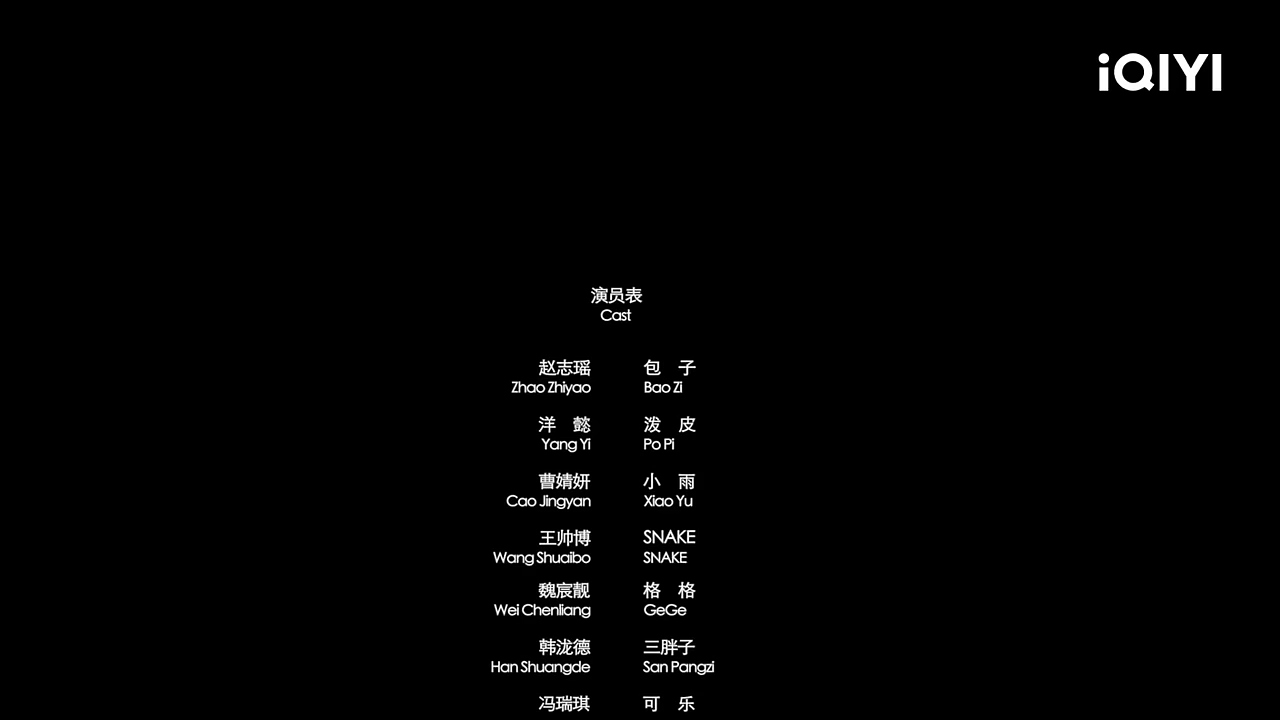 iQIYI
演员表
Cast
赵志瑶 包 子
Zhao Zhiyao Bao Zi
洋 懿 泼 皮
Yang Yi Po Pi
曹婧妍 小 雨
Cao Jingyan Xiao Yu
王帅博 SNAKE
Wang Shuaibo SNAKE
魏宸靓 格 格
Wei Chenliang GeGe
韩泷德 三胖子
Han Shuangde San Pangzi
冯瑞琪 可 乐